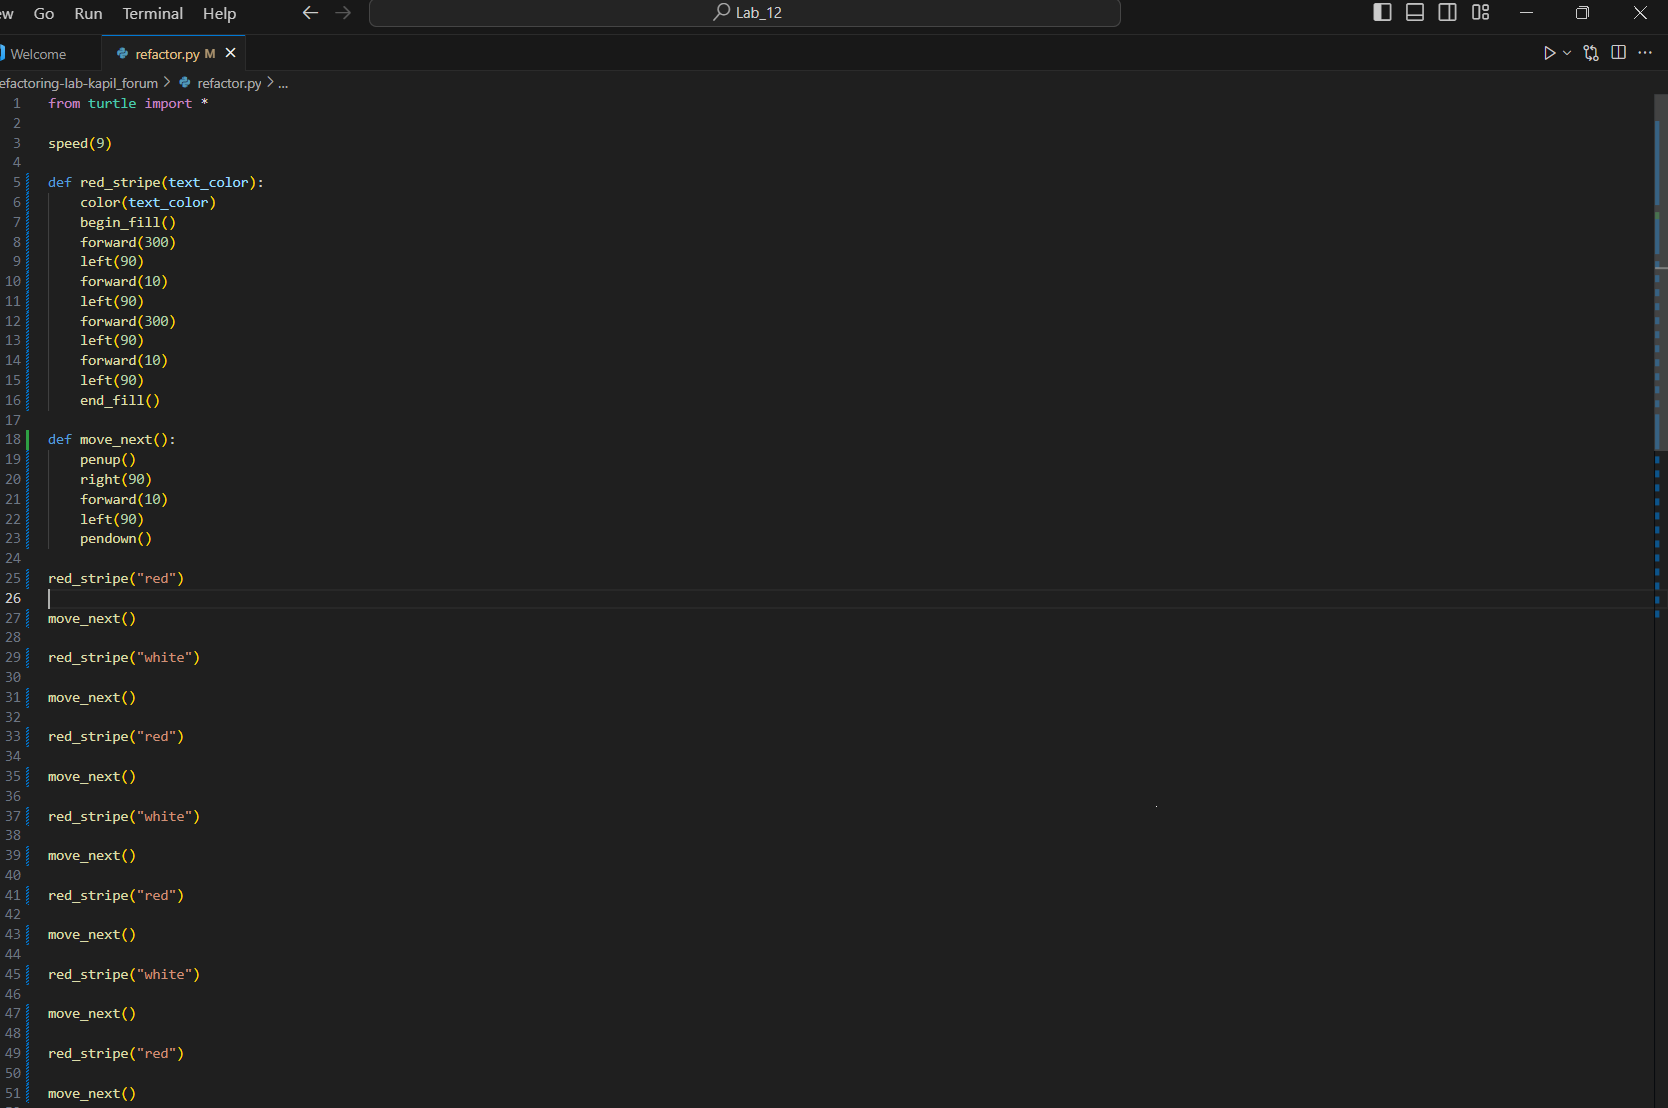 ew Go Run Terminal Help Lab_12
Welcome refactor.py M
efactoring-lab-kapil_forum > refactor.py > ...
1 from turtle import *
2
3 speed(9)
4
5 def red_stripe(text_color):
6 color(text_color)
7 begin_fill()
8 forward(300)
9 left(90)
10 forward(10)
11 left(90)
12 forward(300)
13 left(90)
14 forward(10)
15 left(90)
16 end_fill()
17
18 def move_next():
19 penup()
20 right(90)
21 forward(10)
22 left(90)
23 pendown()
24
25 red_stripe("red")
26
27 move_next()
28
29 red_stripe("white")
30
31 move_next()
32
33 red_stripe("red")
34
35 move_next()
36
37 red_stripe("white")
38
39 move_next()
40
41 red_stripe("red")
42
43 move_next()
44
45 red_stripe("white")
46
47 move_next()
48
49 red_stripe("red")
50
51 move_next()